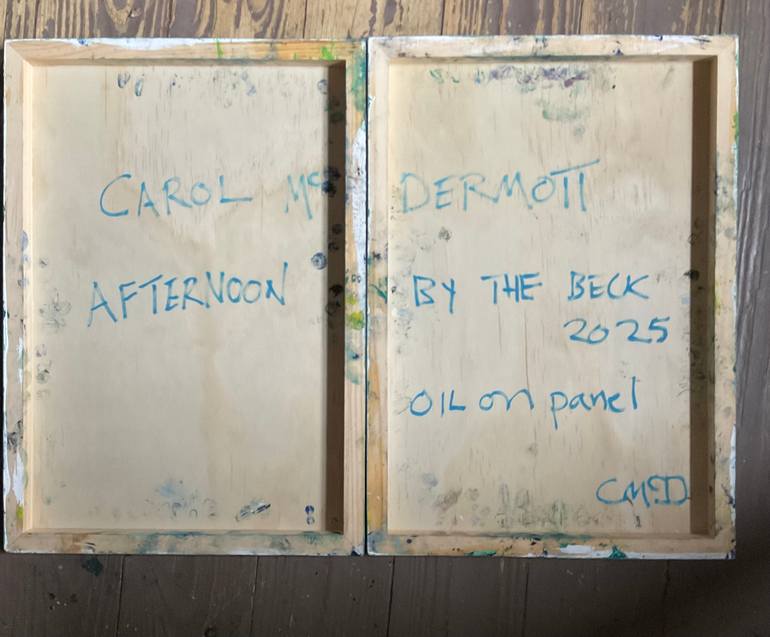 CAROL McDERMOTT
AFTERNOON BY THE BECK
2025
OIL on panel
CMcD